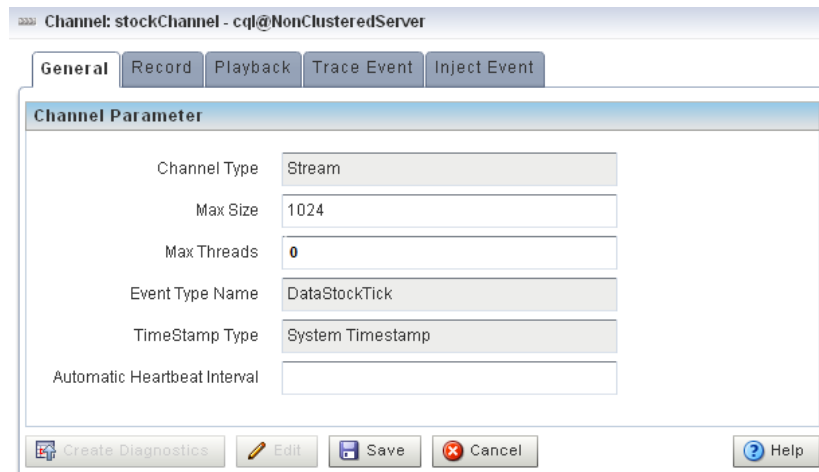 Channel: stockChannel - cql@NonClusteredServer
General Record Playback Trace Event Inject Event
Channel Parameter
Channel Type Stream
Max Size 1024
Max Threads 0
Event Type Name DataStockTick
TimeStamp Type System Timestamp
Automatic Heartbeat Interval
Create Diagnostics Edit Save Cancel Help